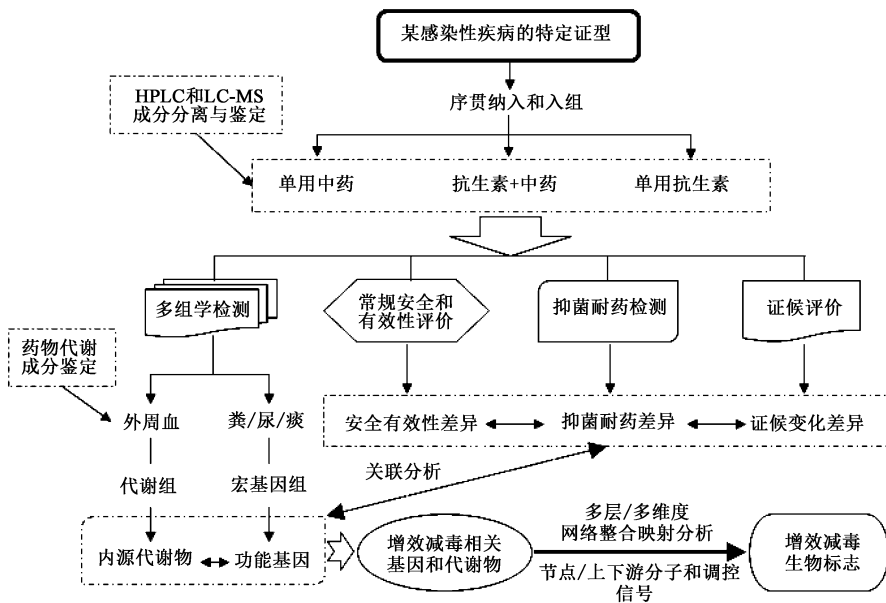 某感染性疾病的特定证型
HPLC和LC-MS
成分分离与鉴定
序贯纳入和入组
单用中药
抗生素+中药
单用抗生素
多组学检测
常规安全和
有效性评价
抑菌耐药检测
证候评价
药物代谢
成分鉴定
外周血
粪/尿/痰
安全有效性差异
抑菌耐药差异
证候变化差异
关联分析
代谢组
宏基因组
内源代谢物
功能基因
增效减毒相关
基因和代谢物
多层/多维度
网络整合映射分析
节点/上下游分子和调控
信号
增效减毒
生物标志